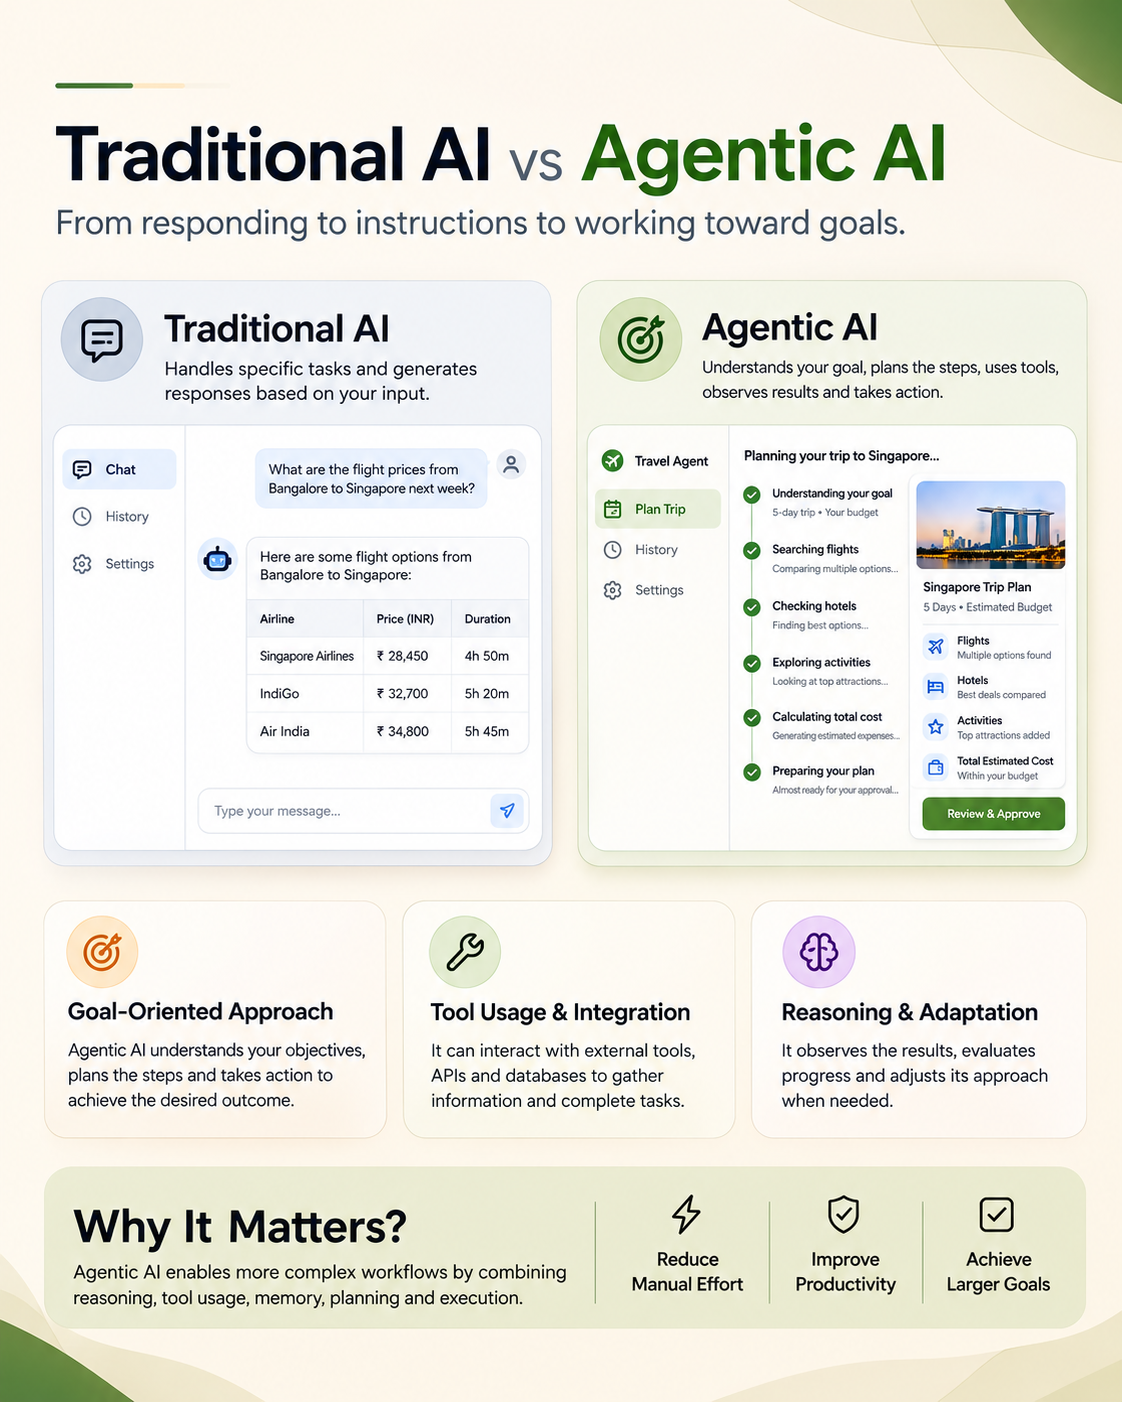 Traditional AI vs Agentic AI
From responding to instructions to working toward goals.
Traditional AI
Handles specific tasks and generates
responses based on your input.
Chat
History
Settings
What are the flight prices from
Bangalore to Singapore next week?
Here are some flight options from
Bangalore to Singapore:
Airline Price (INR) Duration
Singapore Airlines ₹ 28,450 4h 50m
IndiGo ₹ 32,700 5h 20m
Air India ₹ 34,800 5h 45m
Type your message...
Agentic AI
Understands your goal, plans the steps, uses tools,
observes results and takes action.
Travel Agent
Plan Trip
History
Settings
Planning your trip to Singapore...
Understanding your goal
5-day trip • Your budget
Searching flights
Comparing multiple options...
Checking hotels
Finding best options...
Exploring activities
Looking at top attractions...
Calculating total cost
Generating estimated expenses...
Preparing your plan
Almost ready for your approval...
Singapore Trip Plan
5 Days • Estimated Budget
Flights
Multiple options found
Hotels
Best deals compared
Activities
Top attractions added
Total Estimated Cost
Within your budget
Review & Approve
Goal-Oriented Approach
Agentic AI understands your objectives,
plans the steps and takes action to
achieve the desired outcome.
Tool Usage & Integration
It can interact with external tools,
APIs and databases to gather
information and complete tasks.
Reasoning & Adaptation
It observes the results, evaluates
progress and adjusts its approach
when needed.
Why It Matters?
Agentic AI enables more complex workflows by combining
reasoning, tool usage, memory, planning and execution.
Reduce
Manual Effort
Improve
Productivity
Achieve
Larger Goals